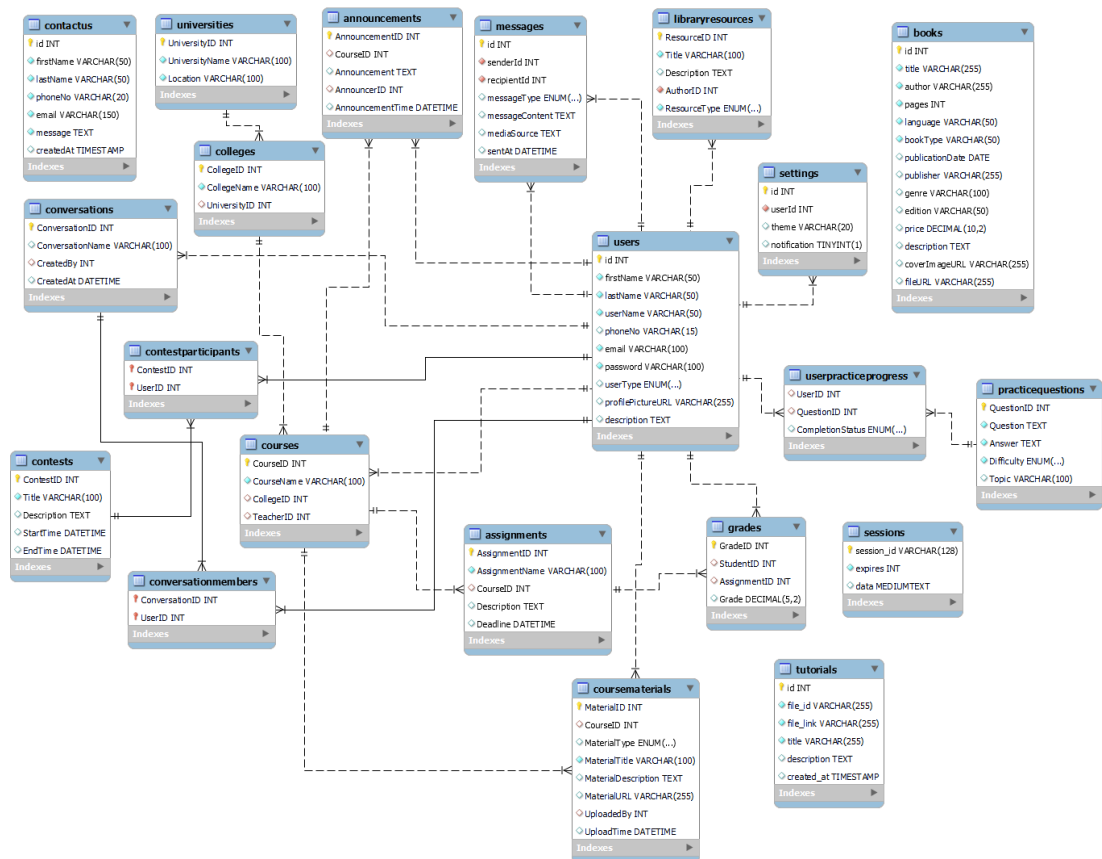 contactus
id INT
firstName VARCHAR(50)
lastName VARCHAR(50)
phoneNo VARCHAR(20)
email VARCHAR(150)
message TEXT
createdAt TIMESTAMP
Indexes
universities
UniversityID INT
UniversityName VARCHAR(100)
Location VARCHAR(100)
Indexes
announcements
AnnouncementID INT
CourseID INT
Announcement TEXT
AnnouncerID INT
AnnouncementTime DATETIME
Indexes
messages
id INT
senderId INT
recipientId INT
messageType ENUM(...)
messageContent TEXT
mediaSource TEXT
sentAt DATETIME
Indexes
libraryresources
ResourceID INT
Title VARCHAR(100)
Description TEXT
AuthorID INT
ResourceType ENUM(...)
Indexes
books
id INT
title VARCHAR(255)
author VARCHAR(255)
pages INT
language VARCHAR(50)
bookType VARCHAR(50)
publicationDate DATE
publisher VARCHAR(255)
genre VARCHAR(100)
edition VARCHAR(50)
price DECIMAL(10,2)
description TEXT
coverImageURL VARCHAR(255)
fileURL VARCHAR(255)
Indexes
colleges
CollegeID INT
CollegeName VARCHAR(100)
UniversityID INT
Indexes
settings
id INT
userId INT
theme VARCHAR(20)
notification TINYINT(1)
Indexes
conversations
ConversationID INT
ConversationName VARCHAR(100)
CreatedBy INT
CreatedAt DATETIME
Indexes
users
id INT
firstName VARCHAR(50)
lastName VARCHAR(50)
userName VARCHAR(50)
phoneNo VARCHAR(15)
email VARCHAR(100)
password VARCHAR(100)
userType ENUM(...)
profilePictureURL VARCHAR(255)
description TEXT
Indexes
contestparticipants
ContestID INT
UserID INT
Indexes
userpracticeprogress
UserID INT
QuestionID INT
CompletionStatus ENUM(...)
Indexes
practicequestions
QuestionID INT
Question TEXT
Answer TEXT
Difficulty ENUM(...)
Topic VARCHAR(100)
Indexes
contests
ContestID INT
Title VARCHAR(100)
Description TEXT
StartTime DATETIME
EndTime DATETIME
Indexes
courses
CourseID INT
CourseName VARCHAR(100)
CollegeID INT
TeacherID INT
Indexes
assignments
AssignmentID INT
AssignmentName VARCHAR(100)
CourseID INT
Description TEXT
Deadline DATETIME
Indexes
grades
GradeID INT
StudentID INT
AssignmentID INT
Grade DECIMAL(5,2)
Indexes
sessions
session_id VARCHAR(128)
expires INT
data MEDIUMTEXT
Indexes
conversationmembers
ConversationID INT
UserID INT
Indexes
coursematerials
MaterialID INT
CourseID INT
MaterialType ENUM(...)
MaterialTitle VARCHAR(100)
MaterialDescription TEXT
MaterialURL VARCHAR(255)
UploadedBy INT
UploadTime DATETIME
Indexes
tutorials
id INT
file_id VARCHAR(255)
file_link VARCHAR(255)
title VARCHAR(255)
description TEXT
created_at TIMESTAMP
Indexes